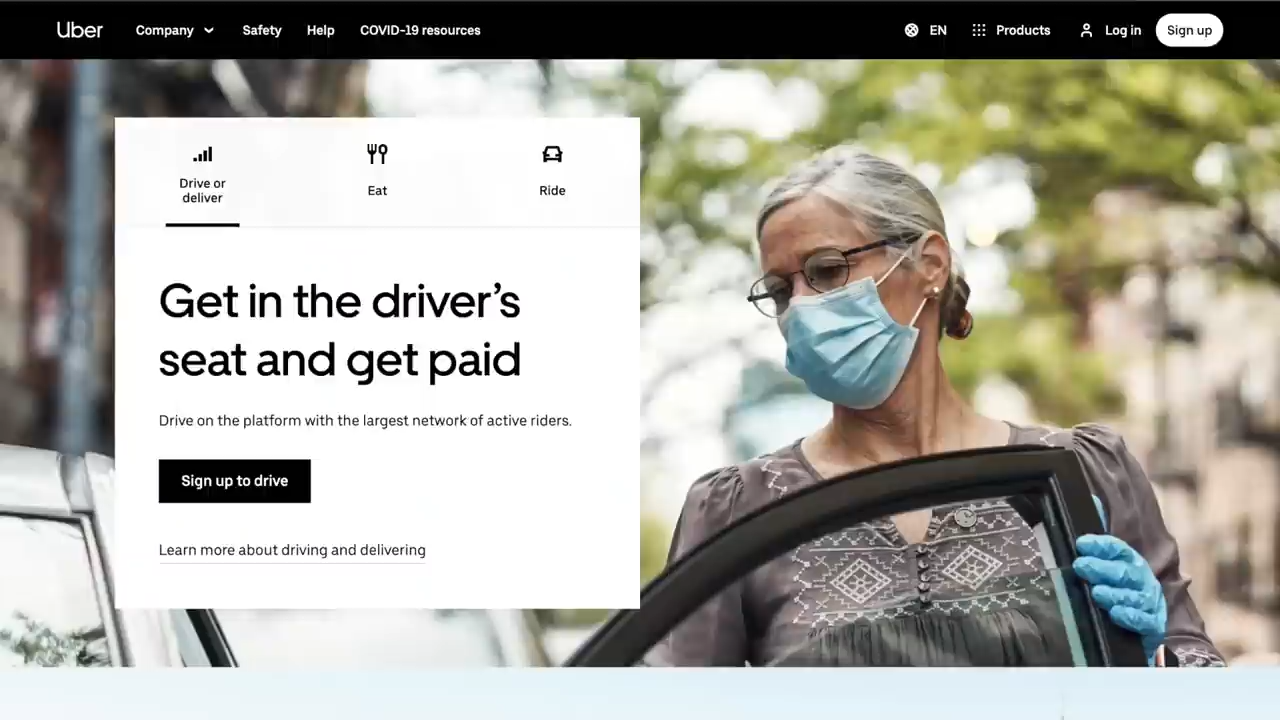 Uber
Company
Safety
Help
COVID-19 resources
EN
Products
Log in
Sign up
Drive or
deliver
Eat
Ride
Get in the driver's
seat and get paid
Drive on the platform with the largest network of active riders.
Sign up to drive
Learn more about driving and delivering